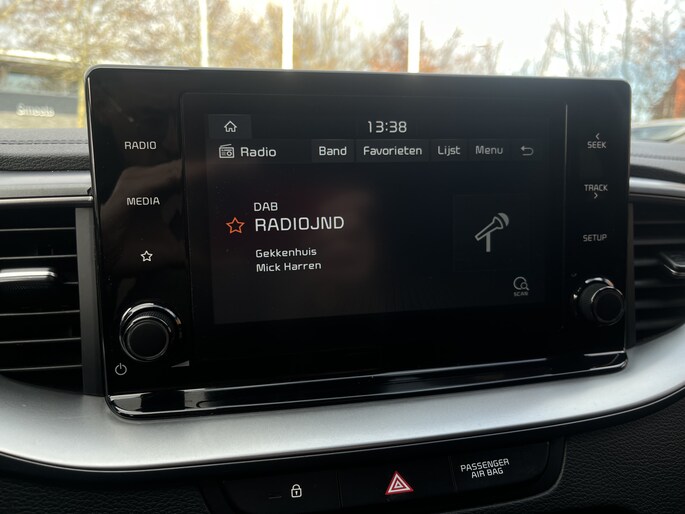 13:38
RADIO
Radio Band Favorieten Lijst Menu
SEEK
MEDIA
TRACK
DAB
RADIOJND
Gekkenhuis
Mick Harren
SETUP
SCAN
PASSENGER
AIR BAG